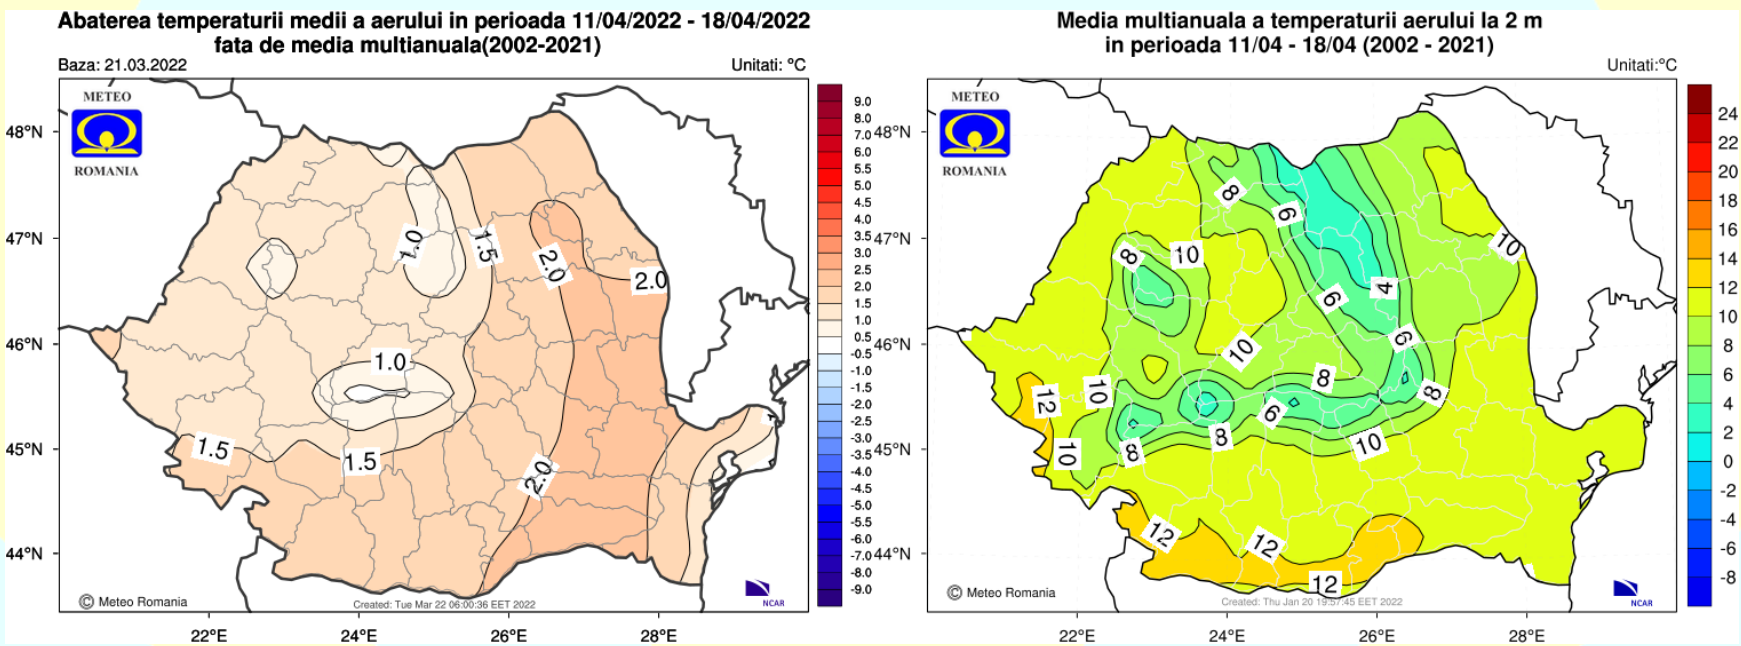 Abaterea temperaturii medii a aerului in perioada 11/04/2022 - 18/04/2022
fata de media multianuala(2002-2021)
Baza: 21.03.2022
Unitati: °C
METEO
ROMANIA
48°N
47°N
46°N
45°N
44°N
22°E
24°E
26°E
28°E
1.0
1.5
2.0
2.0
1.0
1.5
1.5
2.0
© Meteo Romania
Created: Tue Mar 22 06:00:36 EET 2022
NCAR
9.0
8.0
7.0
6.0
5.5
5.0
4.5
4.0
3.5
3.0
2.5
2.0
1.5
1.0
0.5
-0.5
-1.0
-1.5
-2.0
-2.5
-3.0
-3.5
-4.0
-4.5
-5.0
-5.5
-6.0
-7.0
-8.0
-9.0
Media multianuala a temperaturii aerului la 2 m
in perioada 11/04 - 18/04 (2002 - 2021)
Unitati:°C
METEO
ROMANIA
48°N
47°N
46°N
45°N
44°N
22°E
24°E
26°E
28°E
8
6
10
8
10
4
6
6
10
8
8
10
12
6
8
10
10
8
12
12
12
© Meteo Romania
Created: Thu Jan 20 19:57:45 EET 2022
NCAR
24
22
20
18
16
14
12
10
8
6
4
2
0
-2
-4
-6
-8